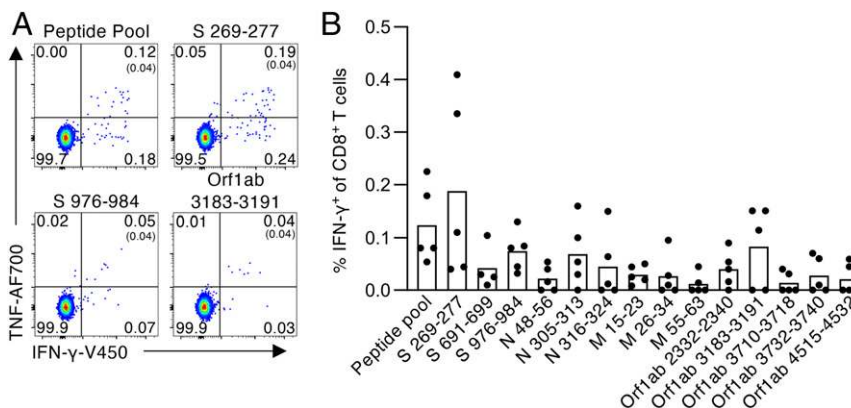 A
Peptide Pool
S 269-277
0.00
0.12
(0.04)
99.7
0.18
0.05
0.19
(0.04)
99.5
0.24
S 976-984
Orf1ab
3183-3191
0.02
0.05
(0.04)
99.9
0.07
0.01
0.04
(0.04)
99.9
0.03
TNF-AF700
IFN-γ-V450
B
% IFN-γ⁺ of CD8⁺ T cells
0.5
0.4
0.3
0.2
0.1
0.0
Peptide pool
S 269-277
S 691-699
S 976-984
N 48-56
N 305-313
N 316-324
M 15-23
M 26-34
M 55-63
Orf1ab 2332-2340
Orf1ab 3183-3191
Orf1ab 3710-3718
Orf1ab 3732-3740
Orf1ab 4515-4532